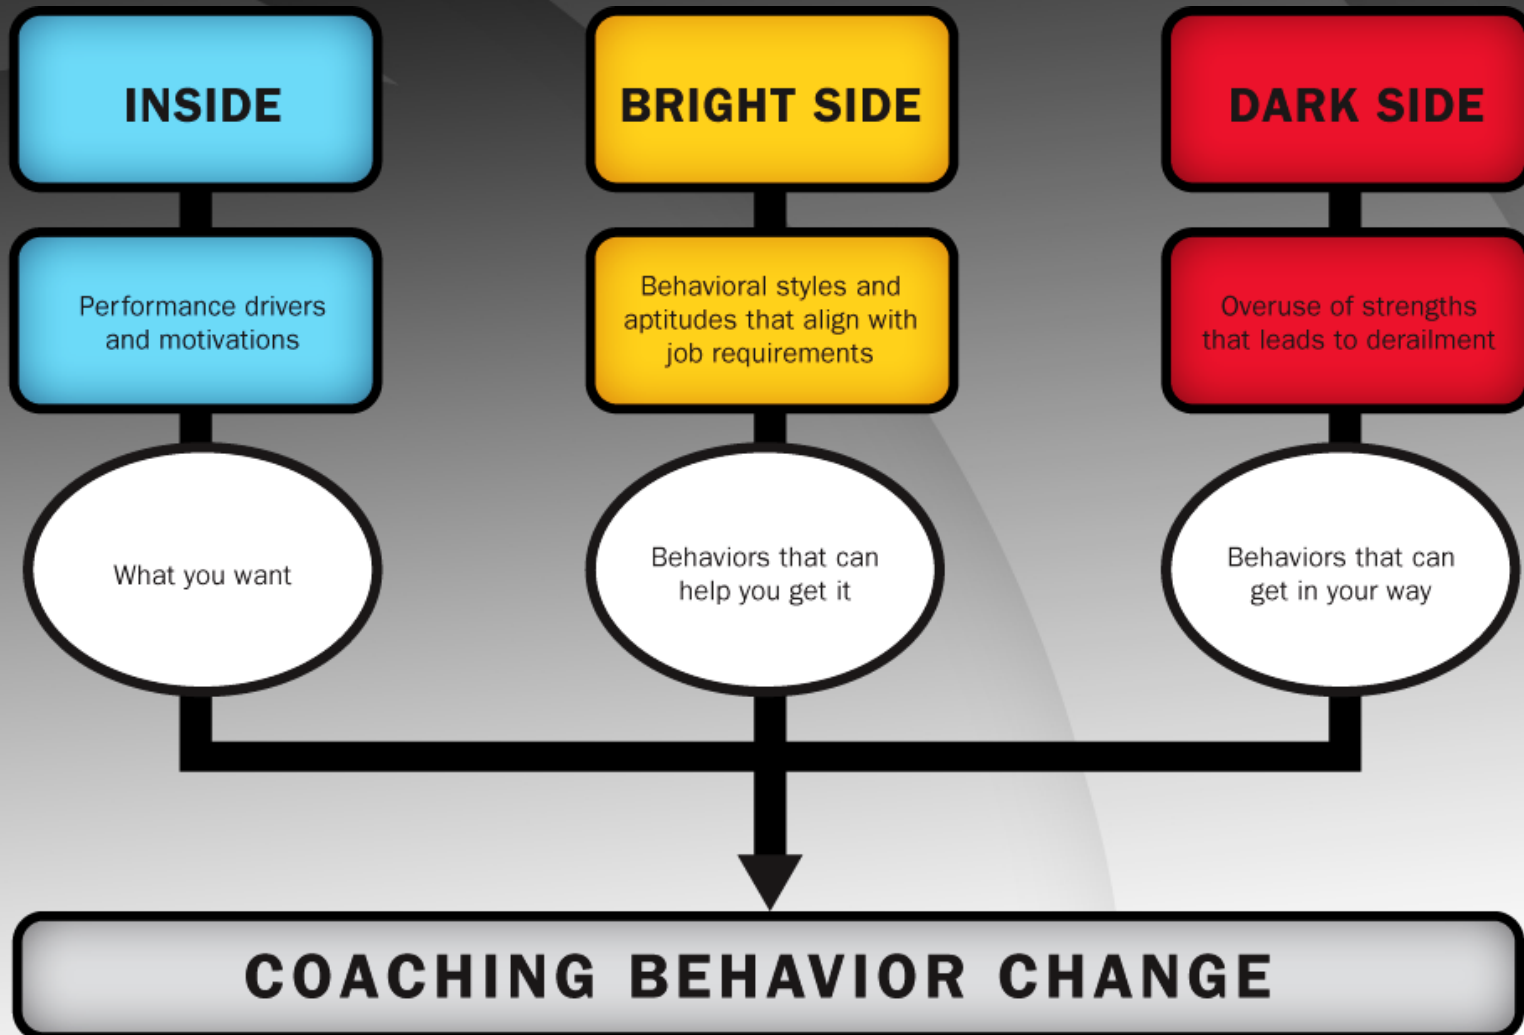 INSIDE
BRIGHT SIDE
DARK SIDE
Performance drivers
and motivations
Behavioral styles and
aptitudes that align with
job requirements
Overuse of strengths
that leads to derailment
What you want
Behaviors that can
help you get it
Behaviors that can
get in your way
COACHING BEHAVIOR CHANGE